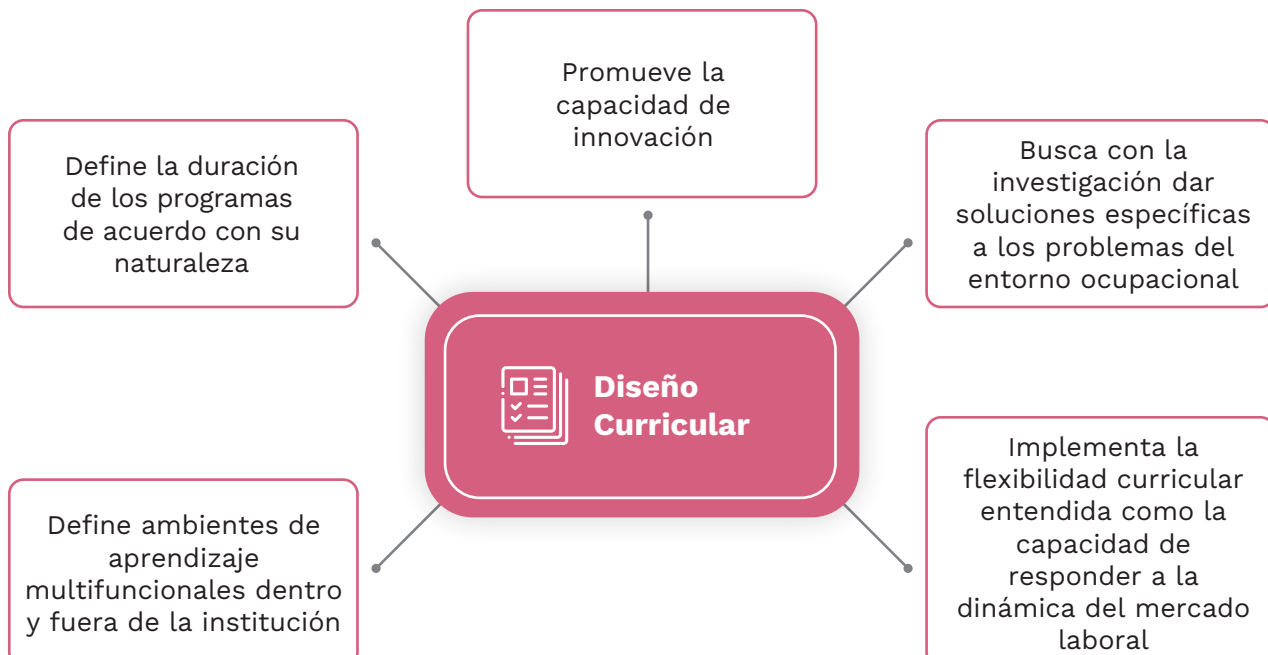 Promueve la
capacidad de
innovación
Define la duración
de los programas
de acuerdo con su
naturaleza
Busca con la
investigación dar
soluciones específicas
a los problemas del
entorno ocupacional
Diseño
Curricular
Define ambientes de
aprendizaje
multifuncionales dentro
y fuera de la institución
Implementa la
flexibilidad curricular
entendida como la
capacidad de
responder a la
dinámica del mercado
laboral